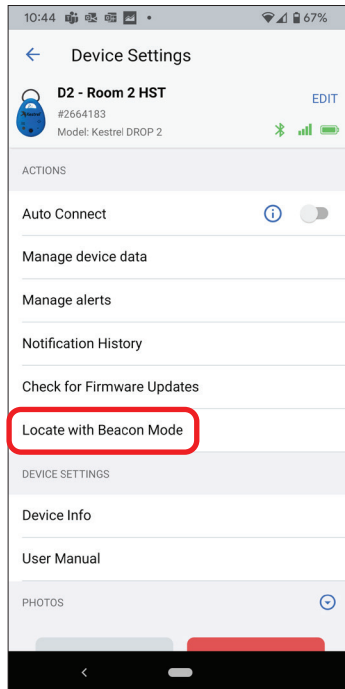 10:44 67%
Device Settings
D2 - Room 2 HST
EDIT
#2664183
Model: Kestrel DROP 2
ACTIONS
Auto Connect
Manage device data
Manage alerts
Notification History
Check for Firmware Updates
Locate with Beacon Mode
DEVICE SETTINGS
Device Info
User Manual
PHOTOS